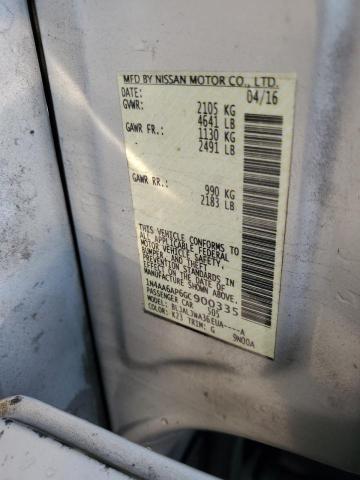 MFD BY NISSAN MOTOR CO., LTD.
DATE: 04/16
GVWR: 2105 KG
4641 LB
GAWR FR.: 1130 KG
2491 LB
GAWR RR.: 990 KG
2183 LB
THIS VEHICLE CONFORMS TO
ALL APPLICABLE FEDERAL
MOTOR VEHICLE SAFETY,
BUMPER, AND THEFT
PREVENTION STANDARDS
IN EFFECT ON THE DATE OF
MANUFACTURE SHOWN ABOVE.
1N4AA6AP6GC900335
PASSENGER CAR 505
MODEL: BLJALJWA36EUA----A
COLOR: K23 TRIM: G 9N00A